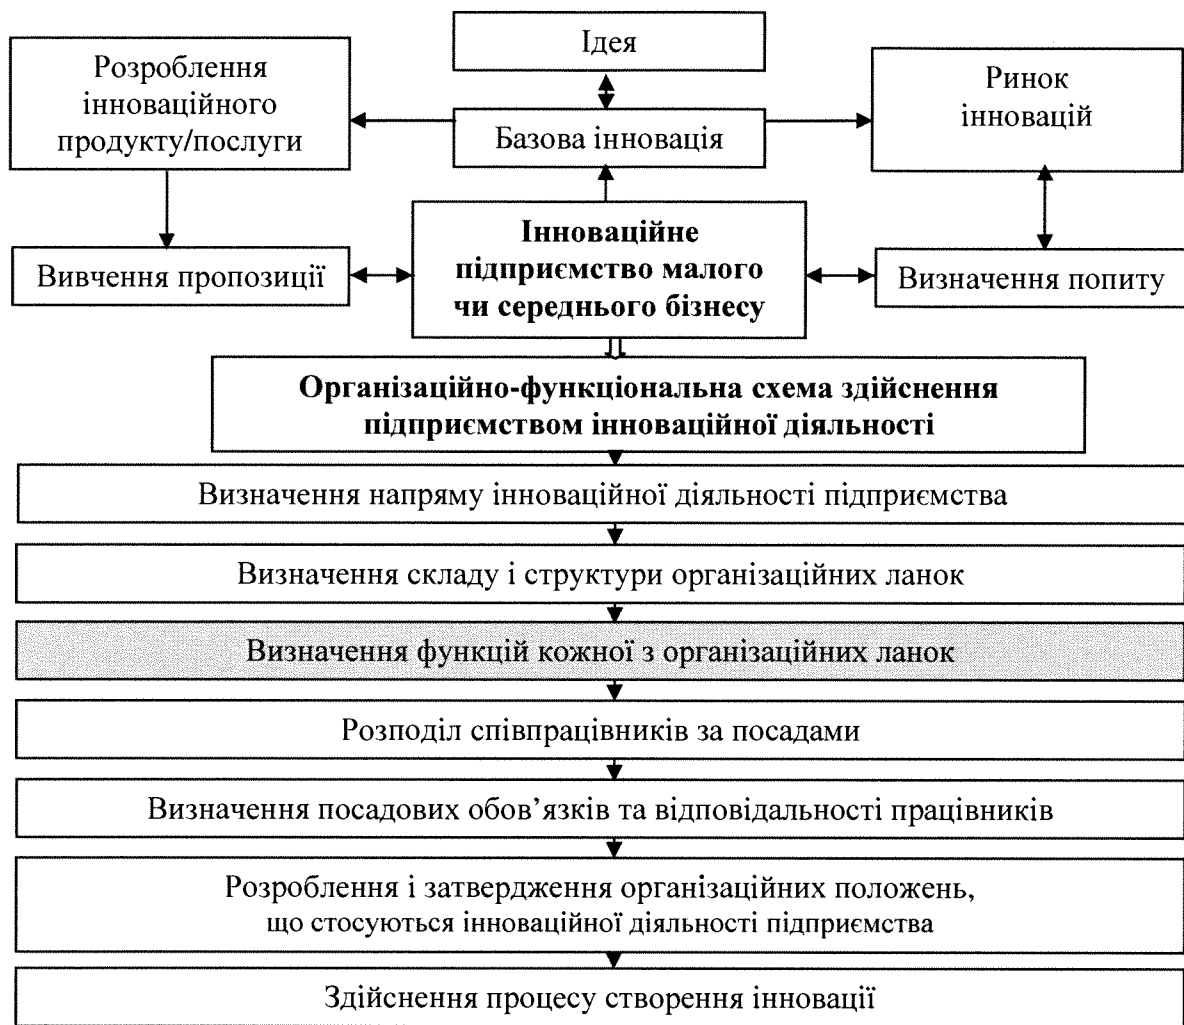 Ідея
Розроблення
інноваційного
продукту/послуги
Базова інновація
Ринок
інновацій
Вивчення пропозиції
Інноваційне
підприємство малого
чи середнього бізнесу
Визначення попиту
Організаційно-функціональна схема здійснення
підприємством інноваційної діяльності
Визначення напряму інноваційної діяльності підприємства
Визначення складу і структури організаційних ланок
Визначення функцій кожної з організаційних ланок
Розподіл співпрацівників за посадами
Визначення посадових обов’язків та відповідальності працівників
Розроблення і затвердження організаційних положень,
що стосуються інноваційної діяльності підприємства
Здійснення процесу створення інновації